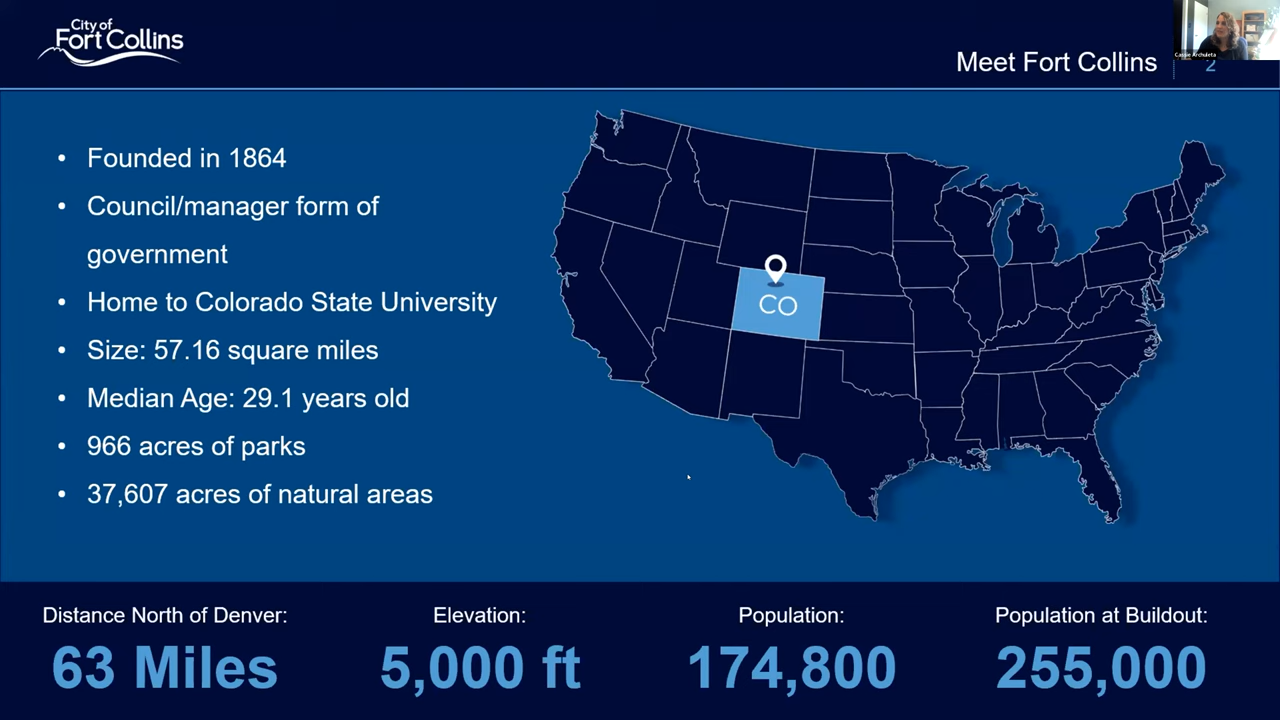 City of
Fort Collins
Meet Fort Collins
2
Cassie Archuleta
• Founded in 1864
• Council/manager form of
government
• Home to Colorado State University
• Size: 57.16 square miles
• Median Age: 29.1 years old
• 966 acres of parks
• 37,607 acres of natural areas
CO
Distance North of Denver:
63 Miles
Elevation:
5,000 ft
Population:
174,800
Population at Buildout:
255,000